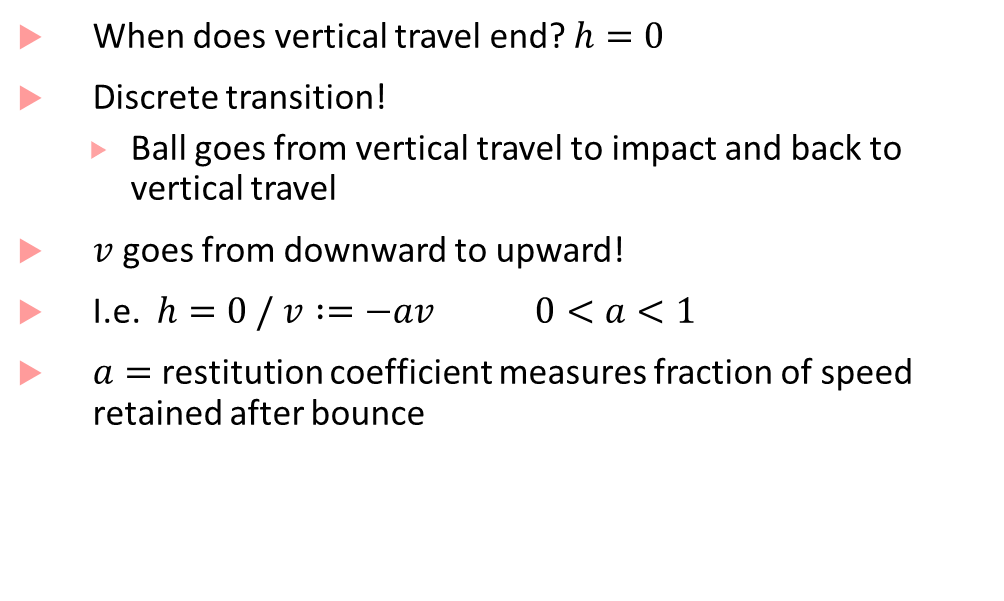 When does vertical travel end? h = 0
Discrete transition!
Ball goes from vertical travel to impact and back to
vertical travel
v goes from downward to upward!
I.e. h = 0 / v := −av 0 < a < 1
a = restitution coefficient measures fraction of speed
retained after bounce